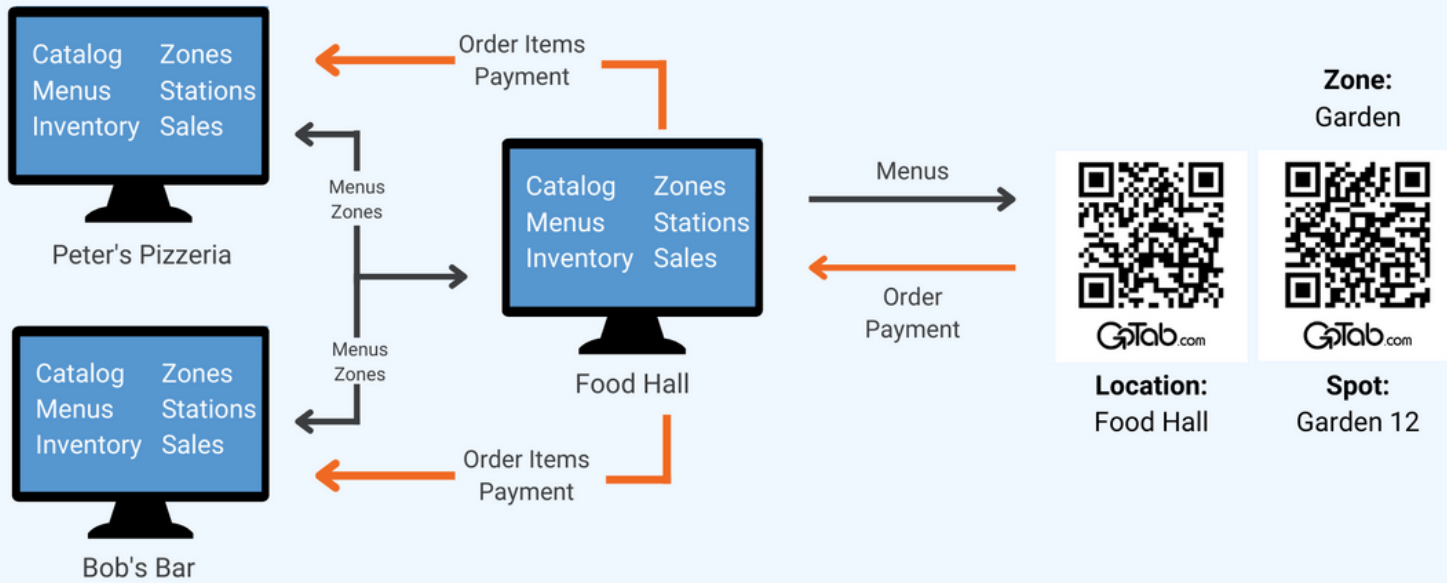 Catalog Zones
Menus Stations
Inventory Sales
Peter's Pizzeria
Order Items
Payment
Menus
Zones
Menus
Zones
Catalog Zones
Menus Stations
Inventory Sales
Bob's Bar
Order Items
Payment
Catalog Zones
Menus Stations
Inventory Sales
Food Hall
Menus
Order
Payment
Zone:
Garden
GoTab.com
GoTab.com
Location:
Food Hall
Spot:
Garden 12